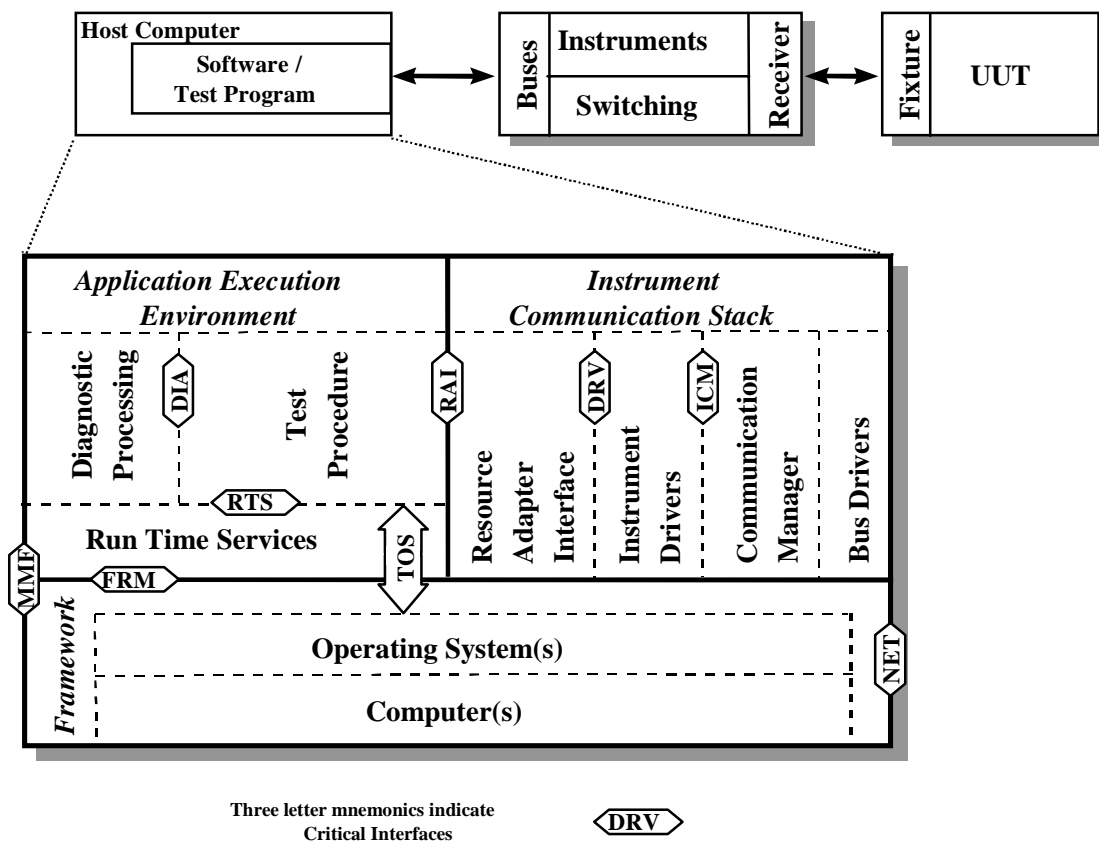 Host Computer
Software /
Test Program
Buses
Instruments
Switching
Receiver
Fixture
UUT
Application Execution
Environment
Instrument
Communication Stack
Diagnostic
Processing
DIA
Test
Procedure
RAI
Resource
Adapter
Interface
DRV
Instrument
Drivers
ICM
Communication
Manager
Bus Drivers
RTS
Run Time Services
TOS
MMF
FRM
Framework
Operating System(s)
Computer(s)
NET
Three letter mnemonics indicate
Critical Interfaces
DRV